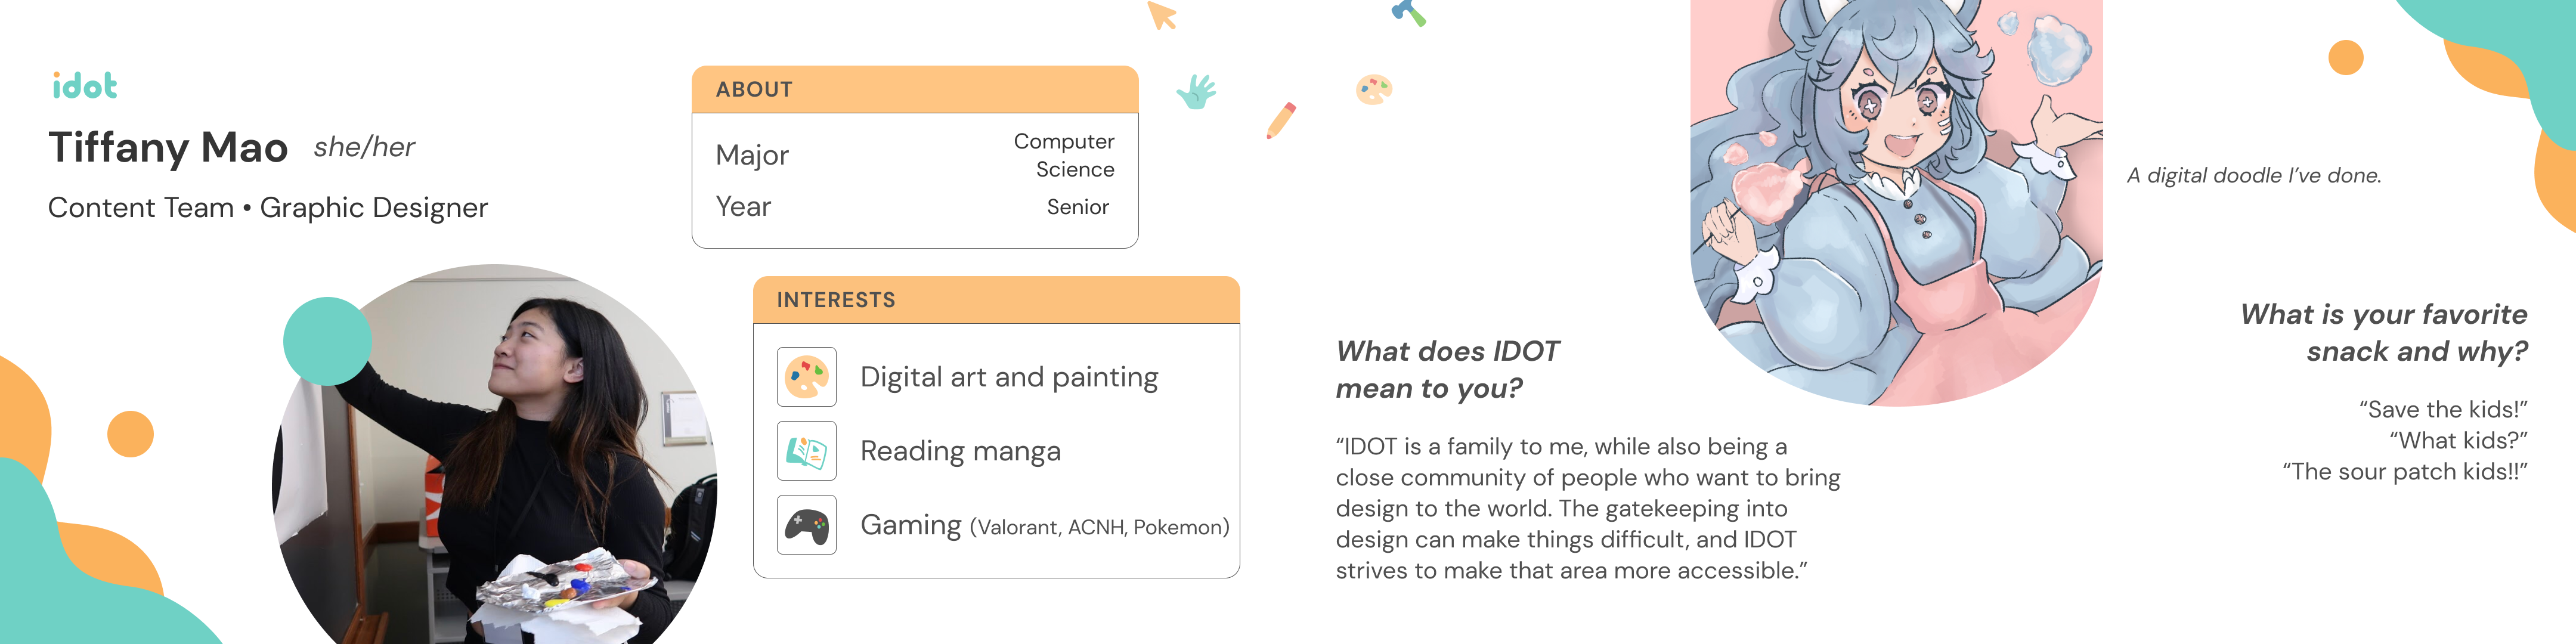 idot
Tiffany Mao she/her
Content Team • Graphic Designer
ABOUT
Major Computer
Science
Year Senior
INTERESTS
Digital art and painting
Reading manga
Gaming (Valorant, ACNH, Pokemon)
What does IDOT
mean to you?
“IDOT is a family to me, while also being a
close community of people who want to bring
design to the world. The gatekeeping into
design can make things difficult, and IDOT
strives to make that area more accessible.”
A digital doodle I’ve done.
What is your favorite
snack and why?
“Save the kids!”
“What kids?”
“The sour patch kids!!”